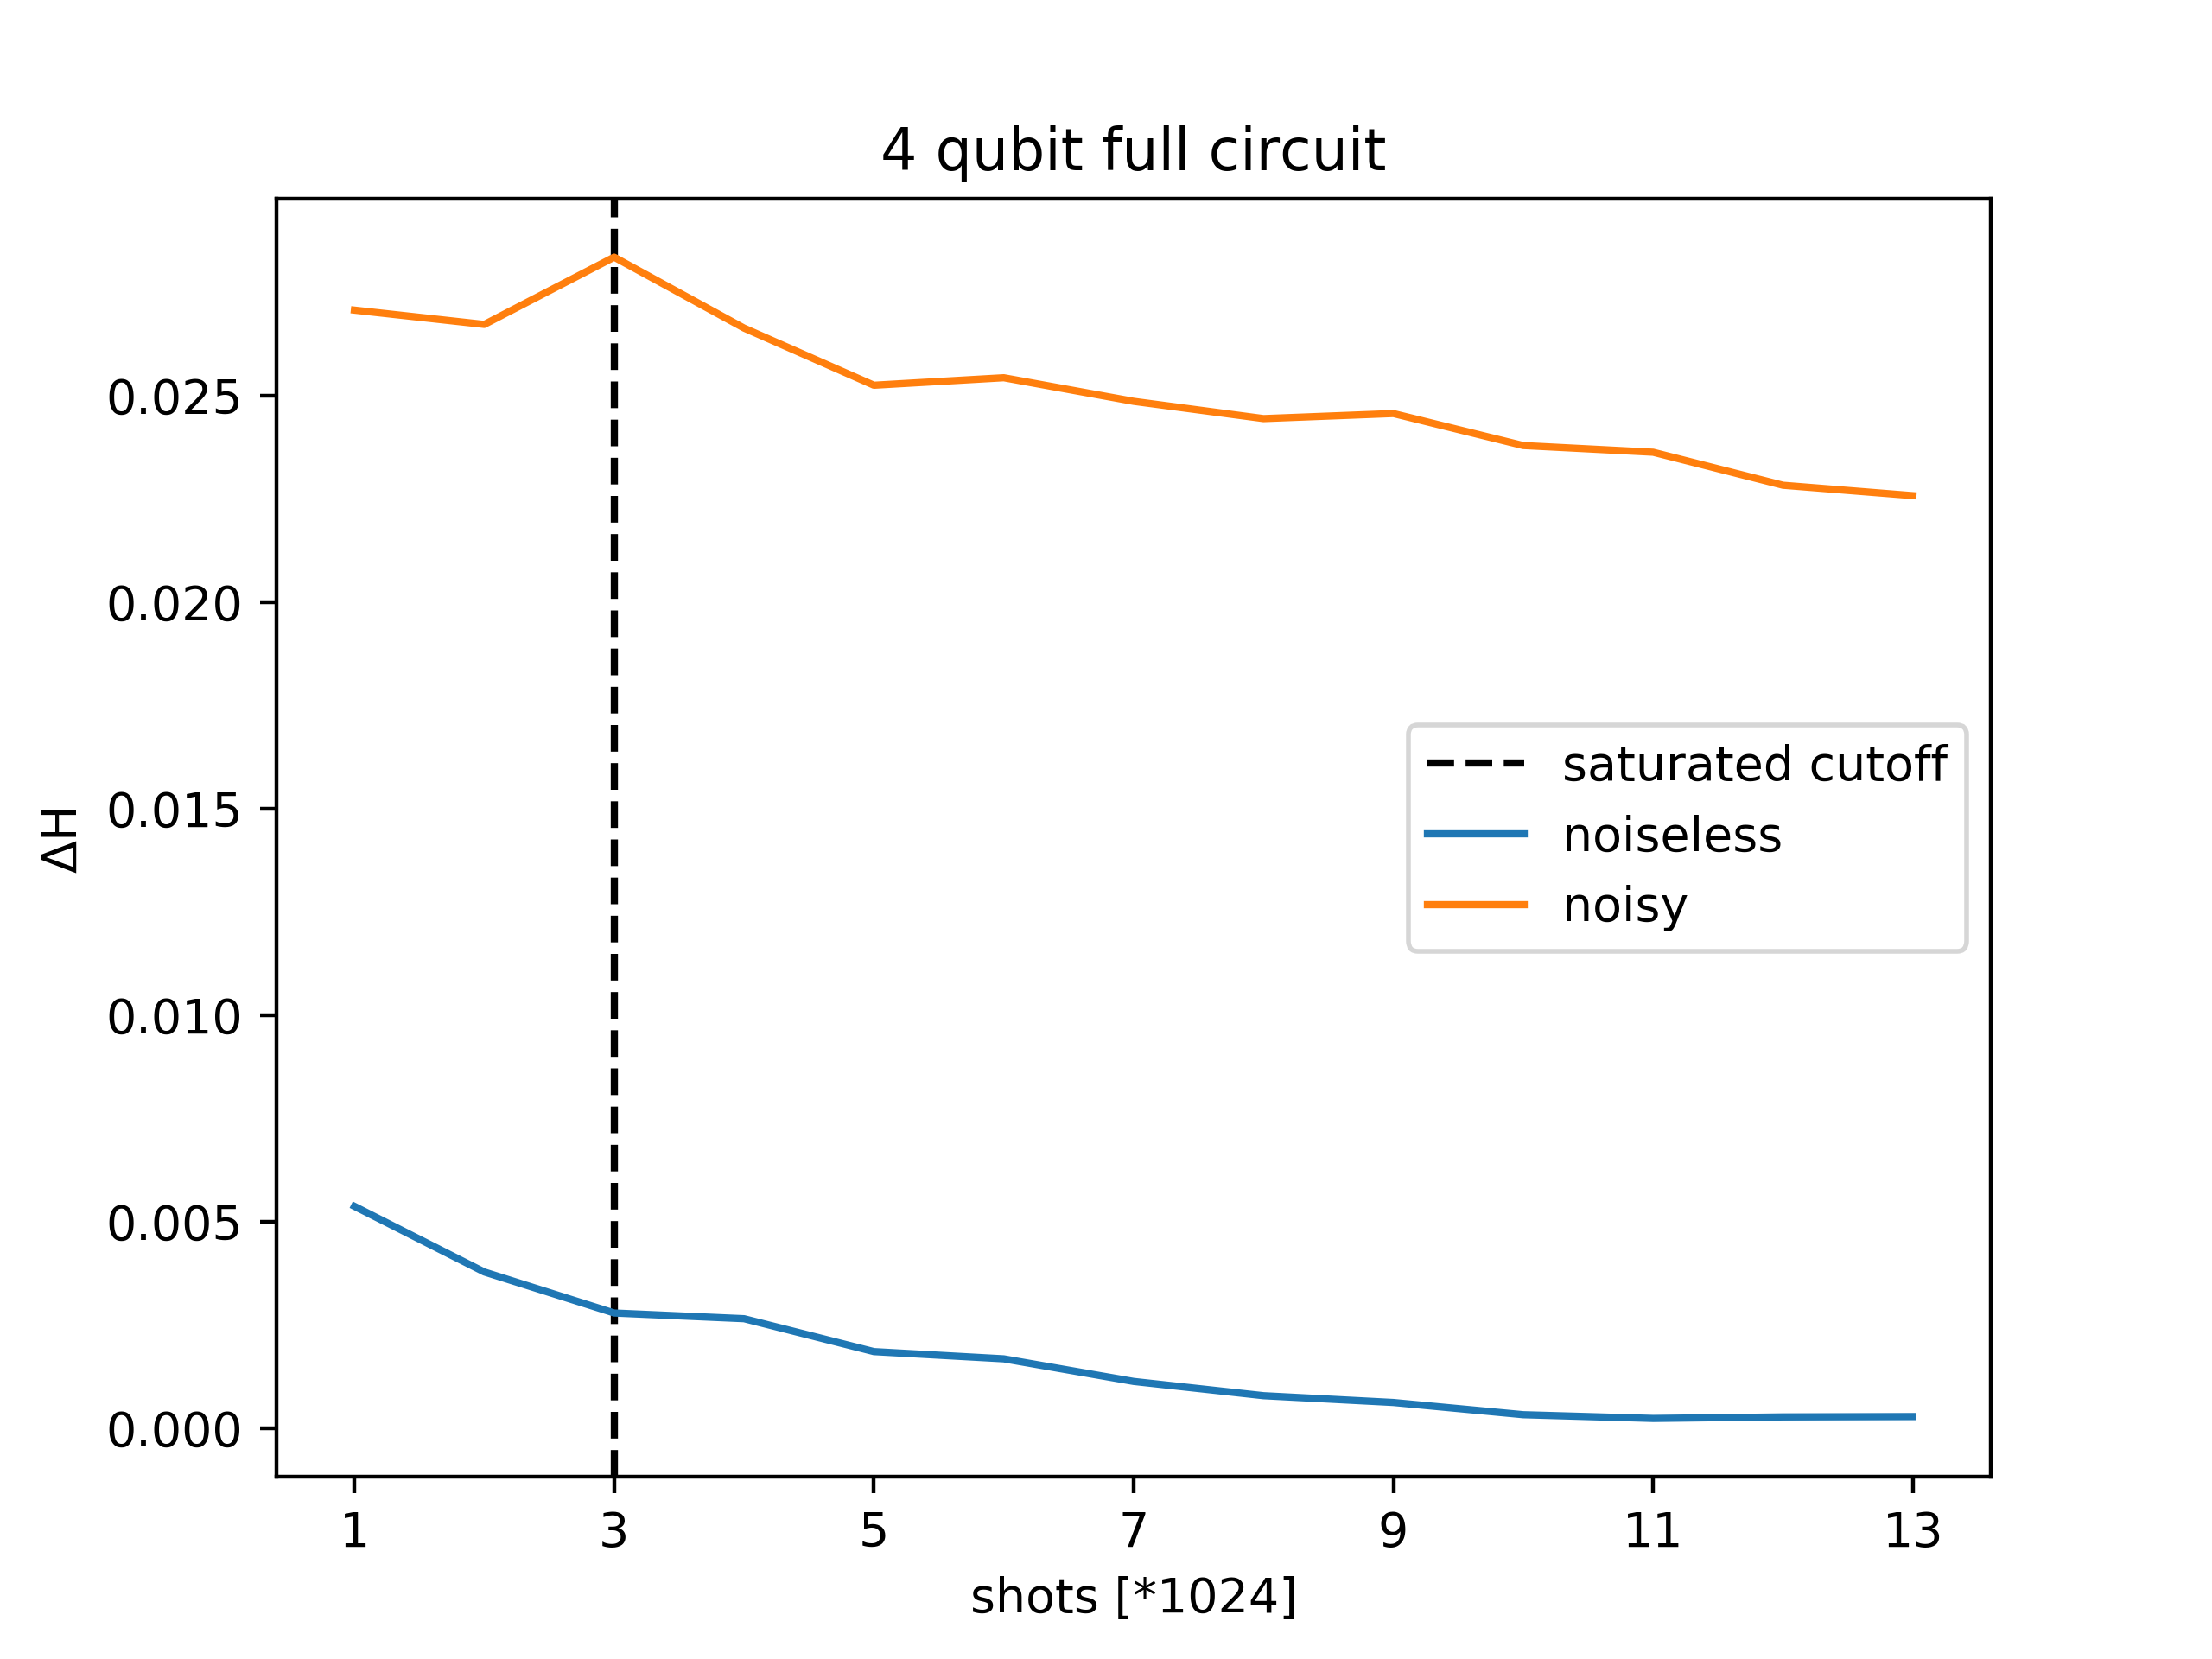 4 qubit full circuit
ΔH
0.025
0.020
0.015
0.010
0.005
0.000
saturated cutoff
noiseless
noisy
1 3 5 7 9 11 13
shots [*1024]